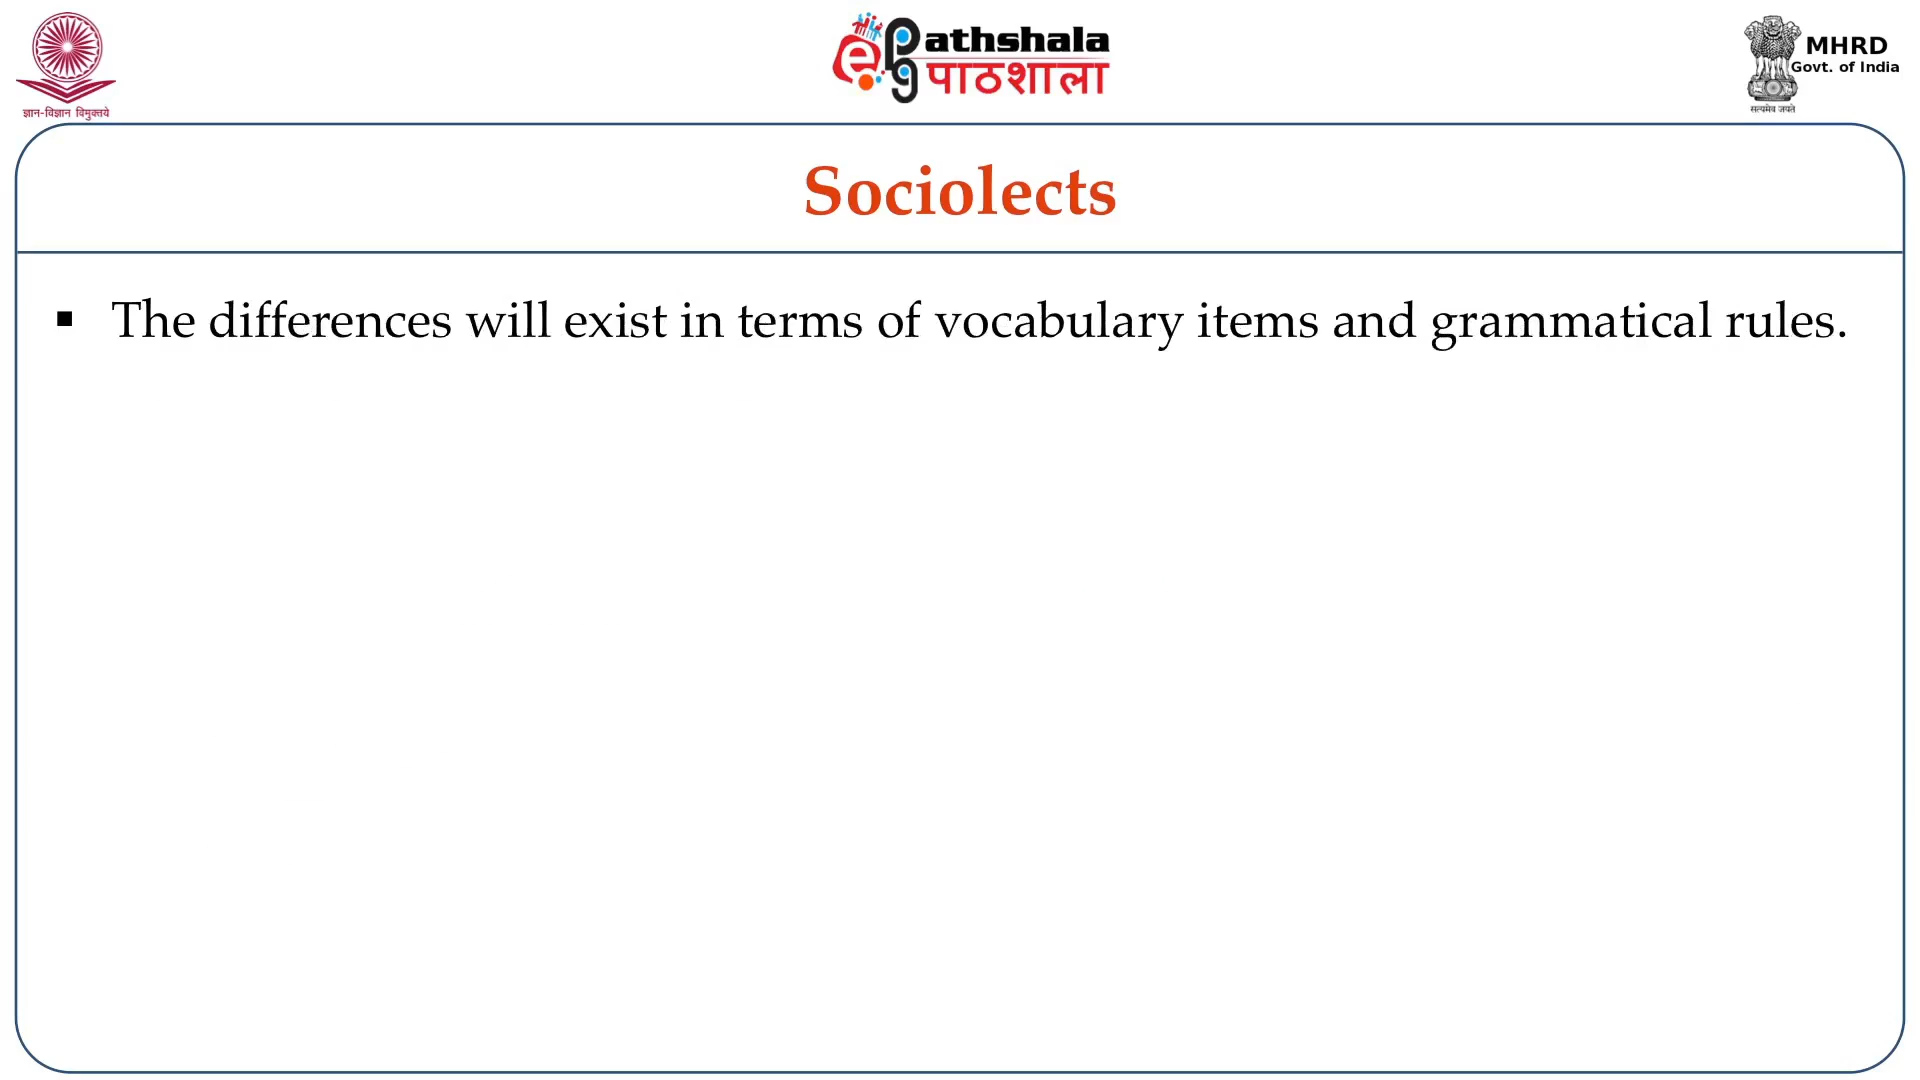 ज्ञान-विज्ञान विमुक्तये
e
pg
athshala
पाठशाला
MHRD
Govt. of India
सत्यमेव जयते
Sociolects
▪ The differences will exist in terms of vocabulary items and grammatical rules.